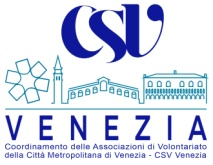 CSV
VENEZIA
Coordinamento delle Associazioni di Volontariato
della Città Metropolitana di Venezia - CSV Venezia